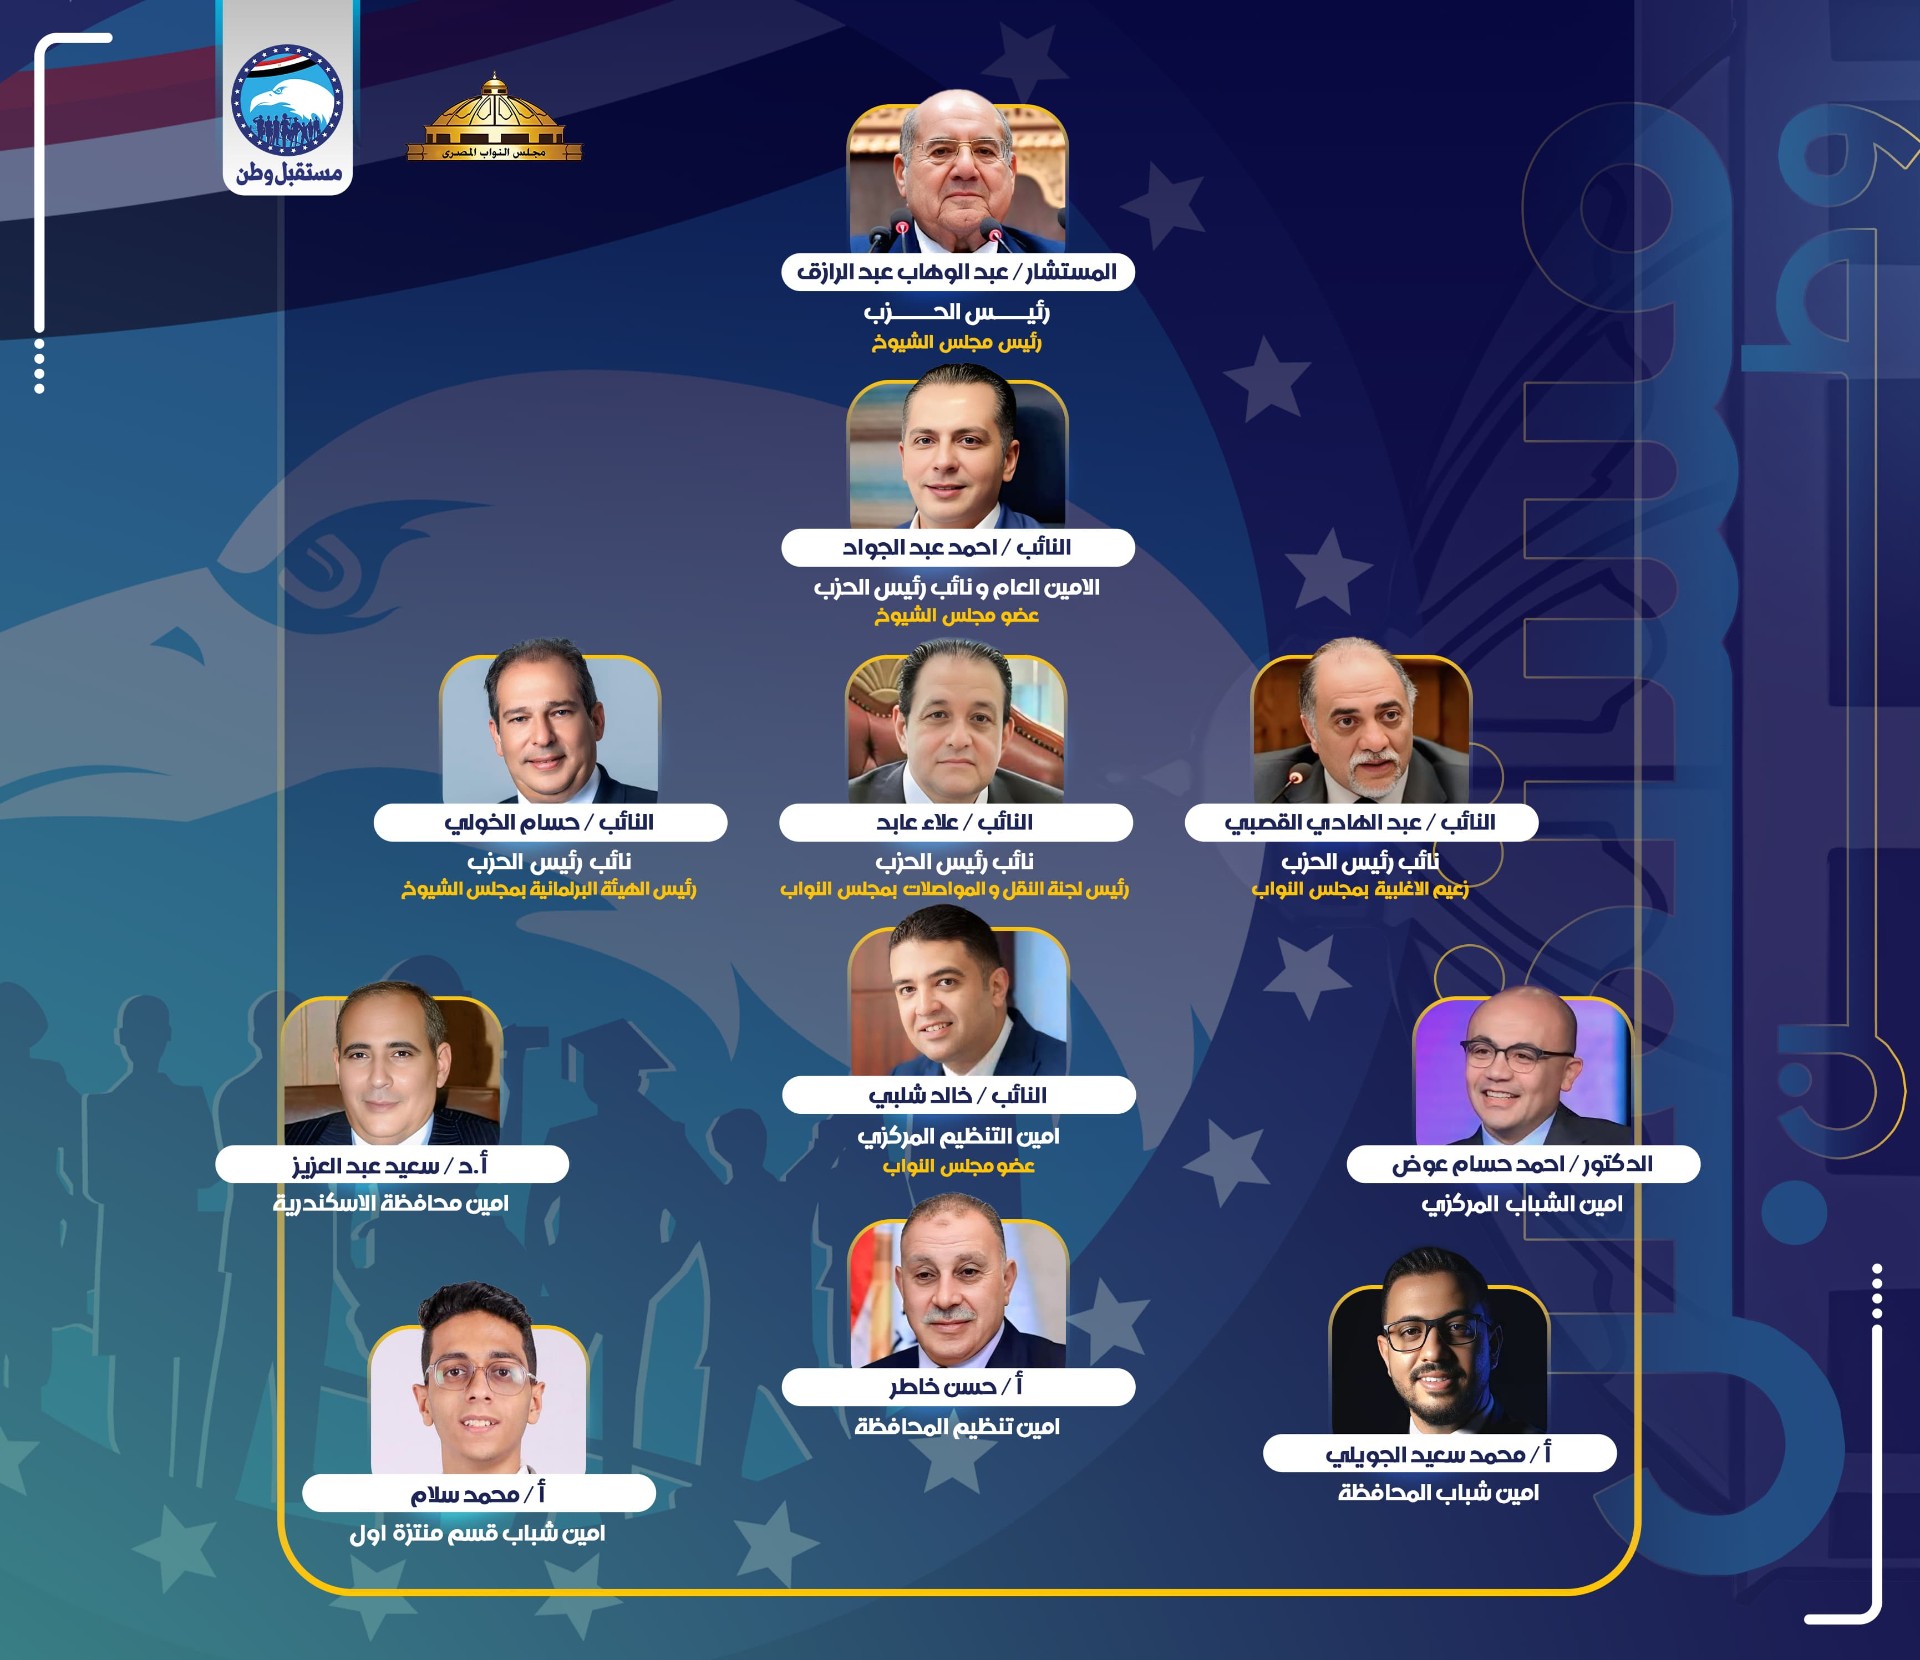 مستقبل وطن
مجلس النواب المصرى
المستشار / عبد الوهاب عبد الرازق
رئيس الحزب
رئيس مجلس الشيوخ
النائب / احمد عبد الجواد
الامين العام و نائب رئيس الحزب
عضو مجلس الشيوخ
النائب / عبد الهادي القصبي
نائب رئيس الحزب
زعيم الاغلبية بمجلس النواب
النائب / علاء عابد
نائب رئيس الحزب
رئيس لجنة النقل و المواصلات بمجلس النواب
النائب / حسام الخولي
نائب رئيس الحزب
رئيس الهيئة البرلمانية بمجلس الشيوخ
النائب / خالد شلبي
امين التنظيم المركزي
عضو مجلس النواب
الدكتور / احمد حسام عوض
امين الشباب المركزي
أ.د / سعيد عبد العزيز
امين محافظة الاسكندرية
أ / حسن خاطر
امين تنظيم المحافظة
أ / محمد سعيد الجويلي
امين شباب المحافظة
أ / محمد سلام
امين شباب قسم منتزة اول
مستقبل وطن